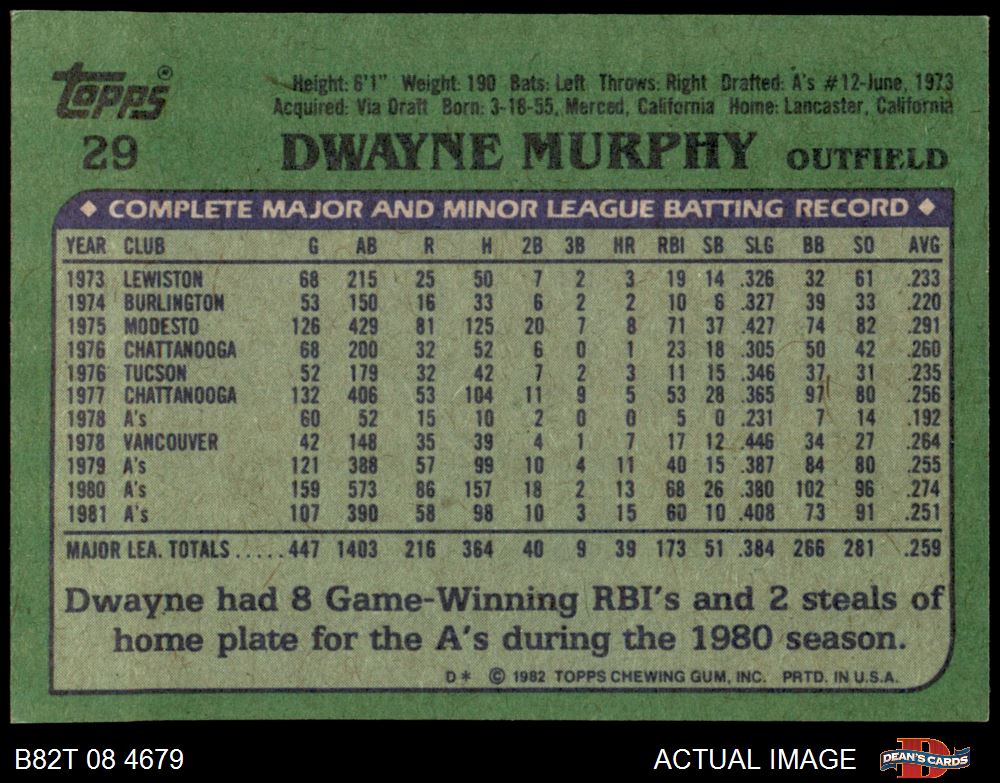 Topps ®
Height: 6'1" Weight: 190 Bats: Left Throws: Right Drafted: A's #12-June, 1973
Acquired: Via Draft Born: 3-18-55, Merced, California Home: Lancaster, California
29 DWAYNE MURPHY OUTFIELD
◆ COMPLETE MAJOR AND MINOR LEAGUE BATTING RECORD ◆
YEAR CLUB G AB R H 2B 3B HR RBI SB SLG BB SO AVG
1973 LEWISTON 68 215 25 50 7 2 3 19 14 .326 32 61 .233
1974 BURLINGTON 53 150 16 33 6 2 2 10 6 .327 39 33 .220
1975 MODESTO 126 429 81 125 20 7 8 71 37 .427 74 82 .291
1976 CHATTANOOGA 68 200 32 52 6 0 1 23 18 .305 50 42 .260
1976 TUCSON 52 179 32 42 7 2 3 11 15 .346 37 31 .235
1977 CHATTANOOGA 132 406 53 104 11 9 5 53 28 .365 97 80 .256
1978 A's 60 52 15 10 2 0 0 5 0 .231 7 14 .192
1978 VANCOUVER 42 148 35 39 4 1 7 17 12 .446 34 27 .264
1979 A's 121 388 57 99 10 4 11 40 15 .387 84 80 .255
1980 A's 159 573 86 157 18 2 13 68 26 .380 102 96 .274
1981 A's 107 390 58 98 10 3 15 60 10 .408 73 91 .251
MAJOR LEA. TOTALS ..... 447 1403 216 364 40 9 39 173 51 .384 266 281 .259
Dwayne had 8 Game-Winning RBI's and 2 steals of
home plate for the A's during the 1980 season.
D* © 1982 TOPPS CHEWING GUM, INC. PRTD. IN U.S.A.
B82T 08 4679 ACTUAL IMAGE DEAN'S CARDS